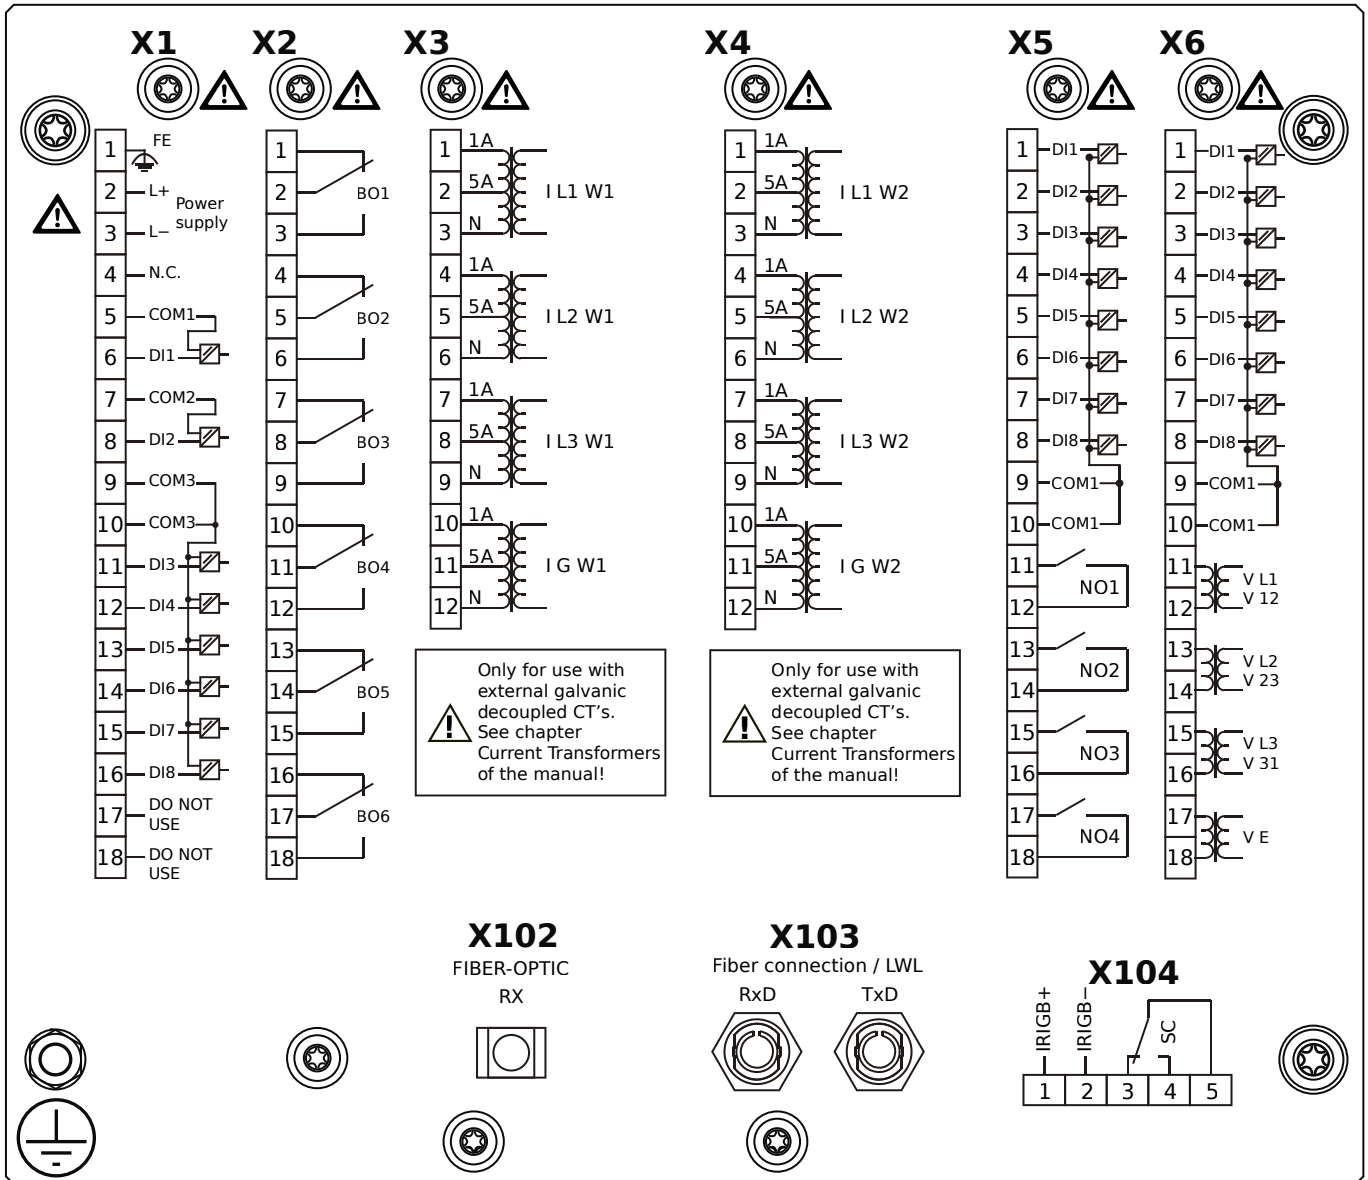 X1 X2 X3 X4 X5 X6
1 FE
2 L+
Power
supply
3 L−
4 N.C.
5 COM1
6 DI1
7 COM2
8 DI2
9 COM3
10 COM3
11 DI3
12 DI4
13 DI5
14 DI6
15 DI7
16 DI8
17 DO NOT
USE
18 DO NOT
USE
1
2 BO1
3
4
5 BO2
6
7
8 BO3
9
10
11 BO4
12
13
14 BO5
15
16
17 BO6
18
1 1A
2 5A I L1 W1
3 N
4 1A
5 5A I L2 W1
6 N
7 1A
8 5A I L3 W1
9 N
10 1A
11 5A I G W1
12 N
Only for use with
external galvanic
decoupled CT's.
See chapter
Current Transformers
of the manual!
1 1A
2 5A I L1 W2
3 N
4 1A
5 5A I L2 W2
6 N
7 1A
8 5A I L3 W2
9 N
10 1A
11 5A I G W2
12 N
Only for use with
external galvanic
decoupled CT's.
See chapter
Current Transformers
of the manual!
1 DI1
2 DI2
3 DI3
4 DI4
5 DI5
6 DI6
7 DI7
8 DI8
9 COM1
10 COM1
11
NO1
12
13
NO2
14
15
NO3
16
17
NO4
18
1 DI1
2 DI2
3 DI3
4 DI4
5 DI5
6 DI6
7 DI7
8 DI8
9 COM1
10 COM1
11 V L1
12 V 12
13 V L2
14 V 23
15 V L3
16 V 31
17
V E
18
X102
FIBER-OPTIC
RX
X103
Fiber connection / LWL
RxD TxD
X104
IRIGB+
IRIGB−
SC
1 2 3 4 5